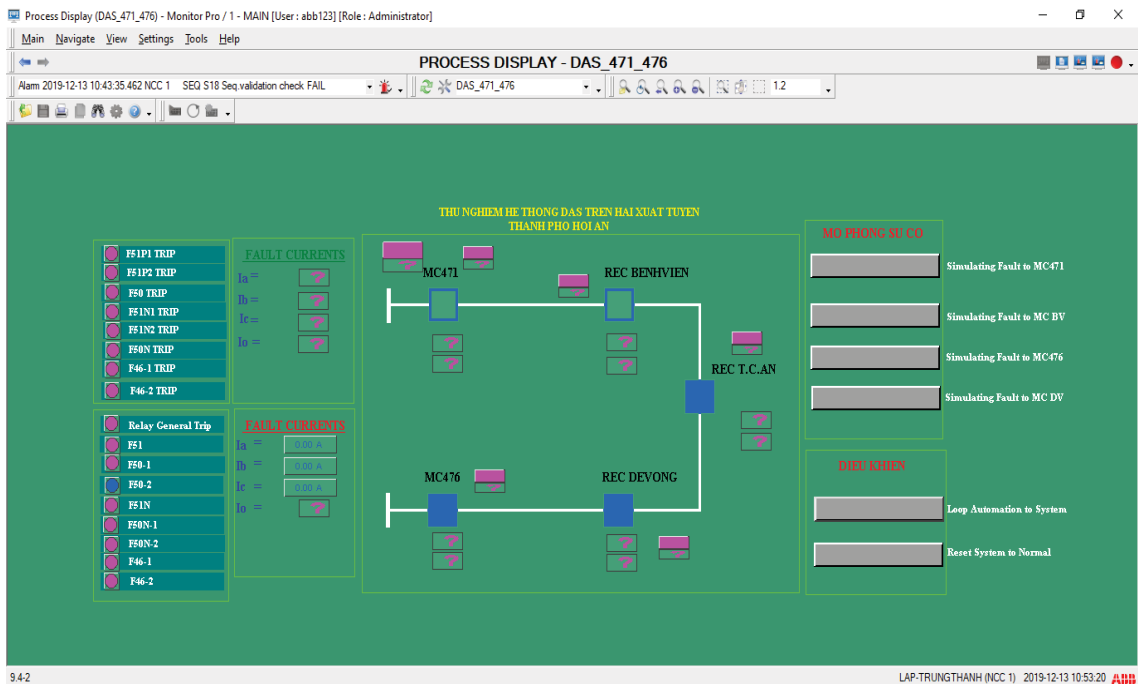 Process Display (DAS_471_476) - Monitor Pro / 1 - MAIN [User : abb123] [Role : Administrator]
Main Navigate View Settings Tools Help
PROCESS DISPLAY - DAS_471_476
Alarm 2019-12-13 10:43:35.462 NCC 1 SEQ S18 Seq.validation check FAIL
DAS_471_476
1.2
THU NGHIEM HE THONG DAS TREN HAI XUAT TUYEN
THANH PHO HOI AN
F51P1 TRIP
F51P2 TRIP
F50 TRIP
F51N1 TRIP
F51N2 TRIP
F50N TRIP
F46-1 TRIP
F46-2 TRIP
FAULT CURRENTS
Ia = ?
Ib = ?
Ic = ?
Io = ?
Relay General Trip
F51
F50-1
F50-2
F51N
F50N-1
F50N-2
F46-1
F46-2
FAULT CURRENTS
Ia = 0.00 A
Ib = 0.00 A
Ic = 0.00 A
Io = ?
MC471
REC BENHVIEN
? ?
? ?
REC T.C.AN
?
?
MC476
REC DEVONG
? ?
? ?
MO PHONG SU CO
Simulating Fault to MC471
Simulating Fault to MC BV
Simulating Fault to MC476
Simulating Fault to MC DV
DIEU KHIEN
Loop Automation to System
Reset System to Normal
9.4-2
LAP-TRUNGTHANH (NCC 1) 2019-12-13 10:53:20 ABB